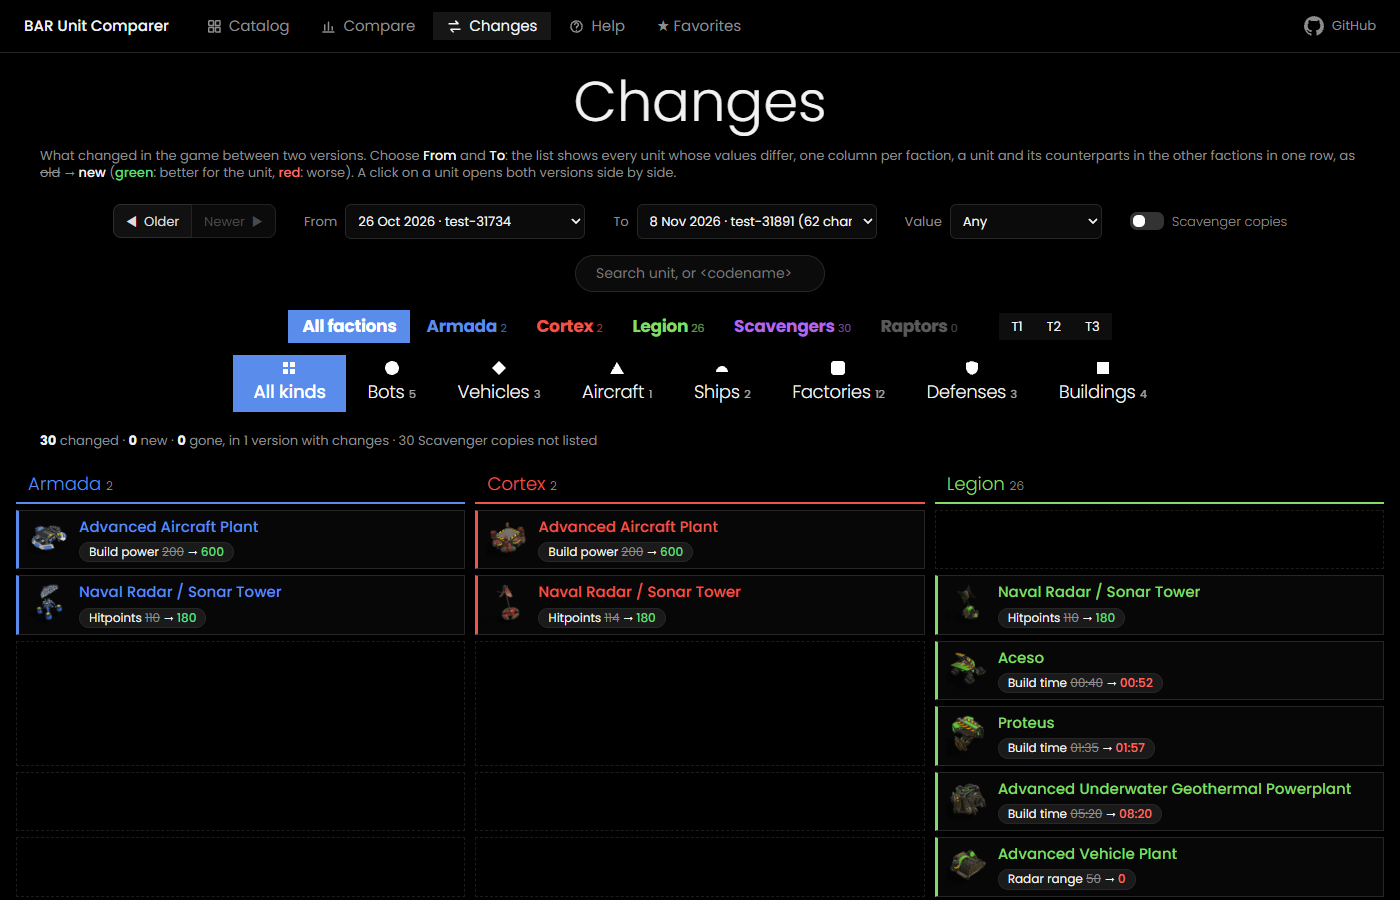 BAR Unit Comparer Catalog Compare Changes Help ★ Favorites GitHub
Changes
What changed in the game between two versions. Choose From and To: the list shows every unit whose values differ, one column per faction, a unit and its counterparts in the other factions in one row, as
old → new (green: better for the unit, red: worse). A click on a unit opens both versions side by side.
◀ Older Newer ▶ From 26 Oct 2026 · test-31734 To 8 Nov 2026 · test-31891 (62 char Value Any Scavenger copies
Search unit, or <codename>
All factions Armada 2 Cortex 2 Legion 26 Scavengers 30 Raptors 0 T1 T2 T3
All kinds Bots 5 Vehicles 3 Aircraft 1 Ships 2 Factories 12 Defenses 3 Buildings 4
30 changed · 0 new · 0 gone, in 1 version with changes · 30 Scavenger copies not listed
Armada 2 Cortex 2 Legion 26
Advanced Aircraft Plant Advanced Aircraft Plant
Build power 200 → 600 Build power 200 → 600
Naval Radar / Sonar Tower Naval Radar / Sonar Tower Naval Radar / Sonar Tower
Hitpoints 110 → 180 Hitpoints 114 → 180 Hitpoints 110 → 180
Aceso
Build time 00:40 → 00:52
Proteus
Build time 01:35 → 01:57
Advanced Underwater Geothermal Powerplant
Build time 05:20 → 08:20
Advanced Vehicle Plant
Radar range 50 → 0